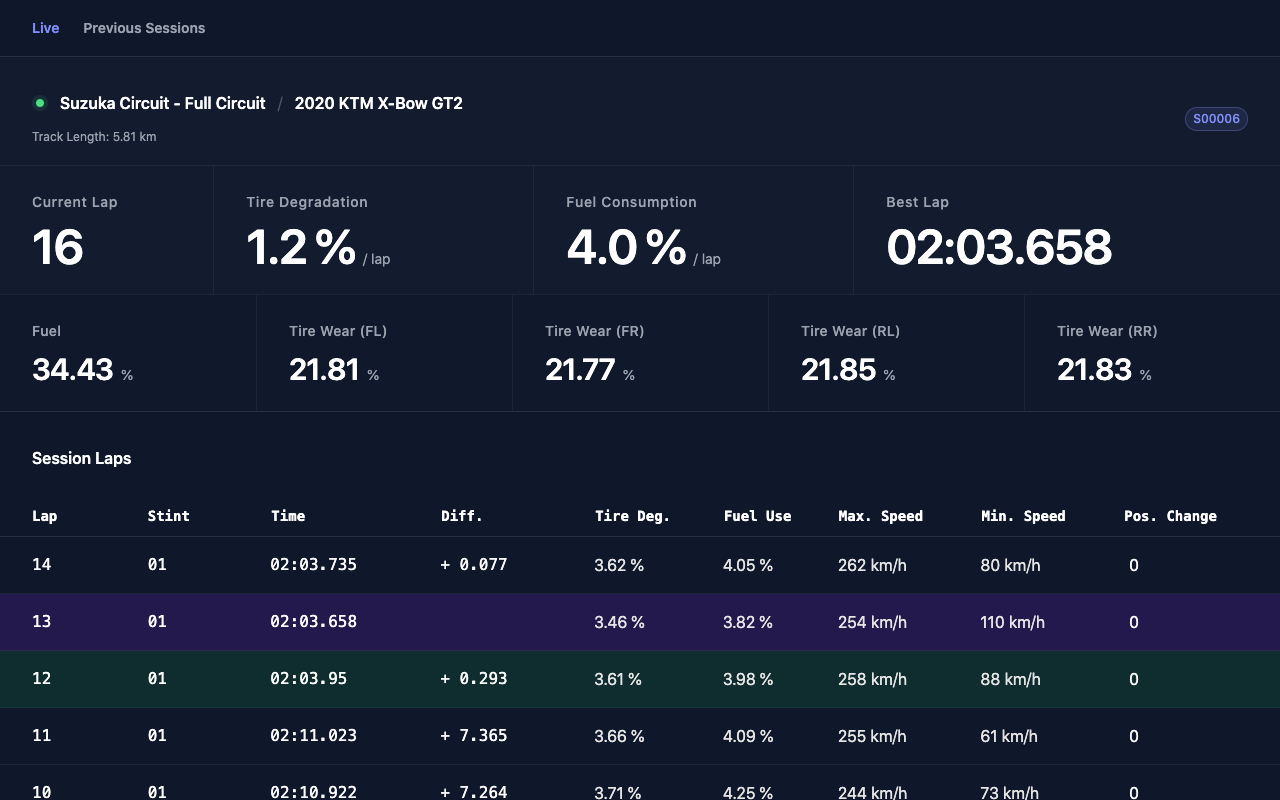 Live Previous Sessions
Suzuka Circuit - Full Circuit / 2020 KTM X-Bow GT2
Track Length: 5.81 km
S00006
Current Lap Tire Degradation Fuel Consumption Best Lap
16 1.2 % / lap 4.0 % / lap 02:03.658
Fuel Tire Wear (FL) Tire Wear (FR) Tire Wear (RL) Tire Wear (RR)
34.43 % 21.81 % 21.77 % 21.85 % 21.83 %
Session Laps
Lap Stint Time Diff. Tire Deg. Fuel Use Max. Speed Min. Speed Pos. Change
14 01 02:03.735 + 0.077 3.62 % 4.05 % 262 km/h 80 km/h 0
13 01 02:03.658 3.46 % 3.82 % 254 km/h 110 km/h 0
12 01 02:03.95 + 0.293 3.61 % 3.98 % 258 km/h 88 km/h 0
11 01 02:11.023 + 7.365 3.66 % 4.09 % 255 km/h 61 km/h 0
10 01 02:10.922 + 7.264 3.71 % 4.25 % 244 km/h 73 km/h 0